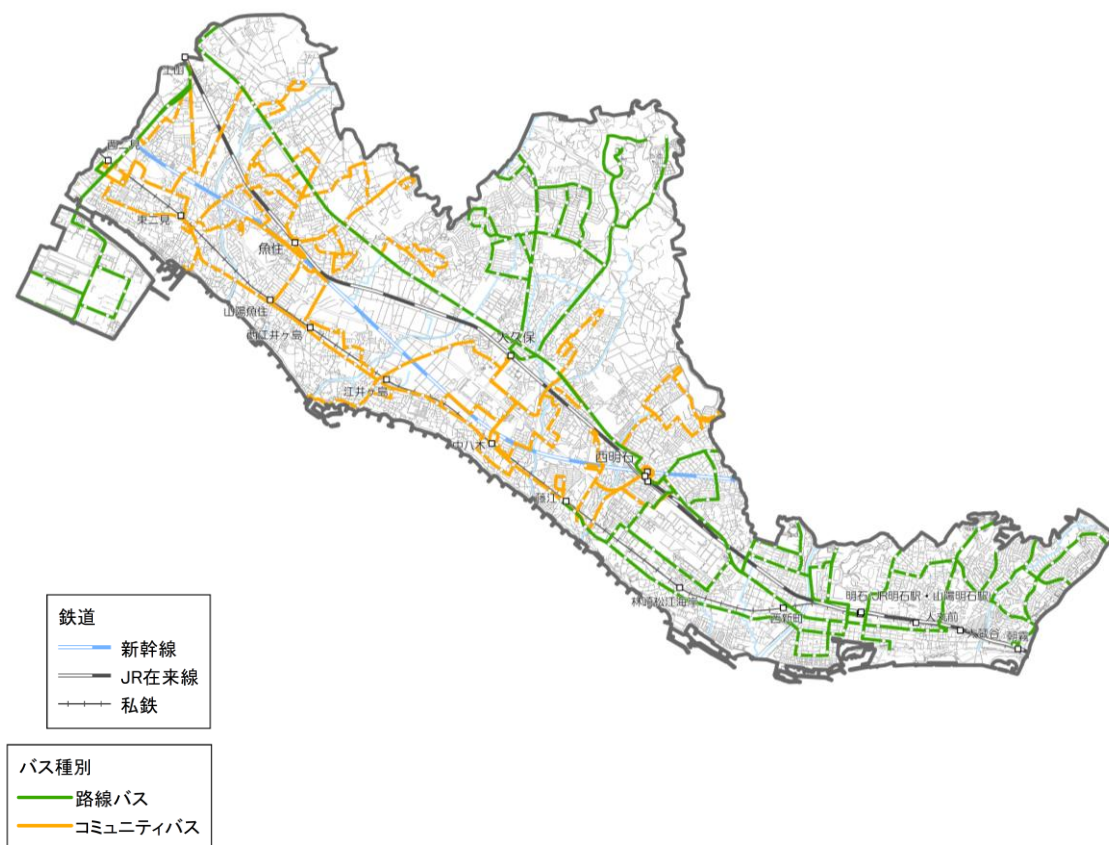 土山
西二見
東二見
魚住
山陽魚住
西江井ヶ島
江井ヶ島
中八木
大久保
西明石
藤江
林崎松江海岸
西新町
明石(JR明石駅・山陽明石駅)
人丸前
大蔵谷
朝霧
鉄道
新幹線
JR在来線
私鉄
バス種別
路線バス
コミュニティバス